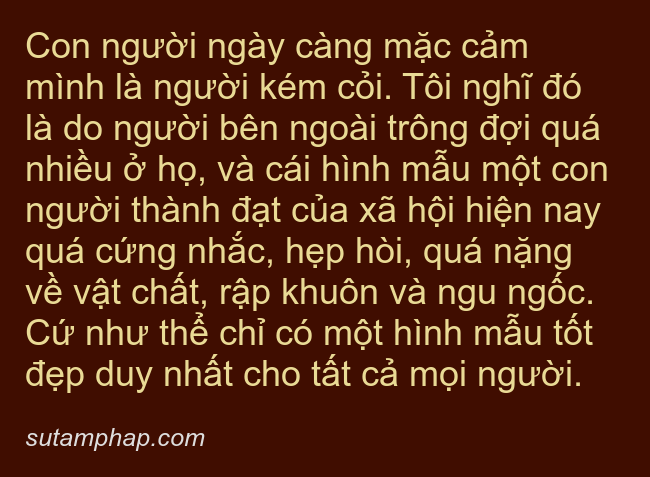 Con người ngày càng mặc cảm
mình là người kém cỏi. Tôi nghĩ đó
là do người bên ngoài trông đợi quá
nhiều ở họ, và cái hình mẫu một con
người thành đạt của xã hội hiện nay
quá cứng nhắc, hẹp hòi, quá nặng
về vật chất, rập khuôn và ngu ngốc.
Cứ như thể chỉ có một hình mẫu tốt
đẹp duy nhất cho tất cả mọi người.
sutamphap.com